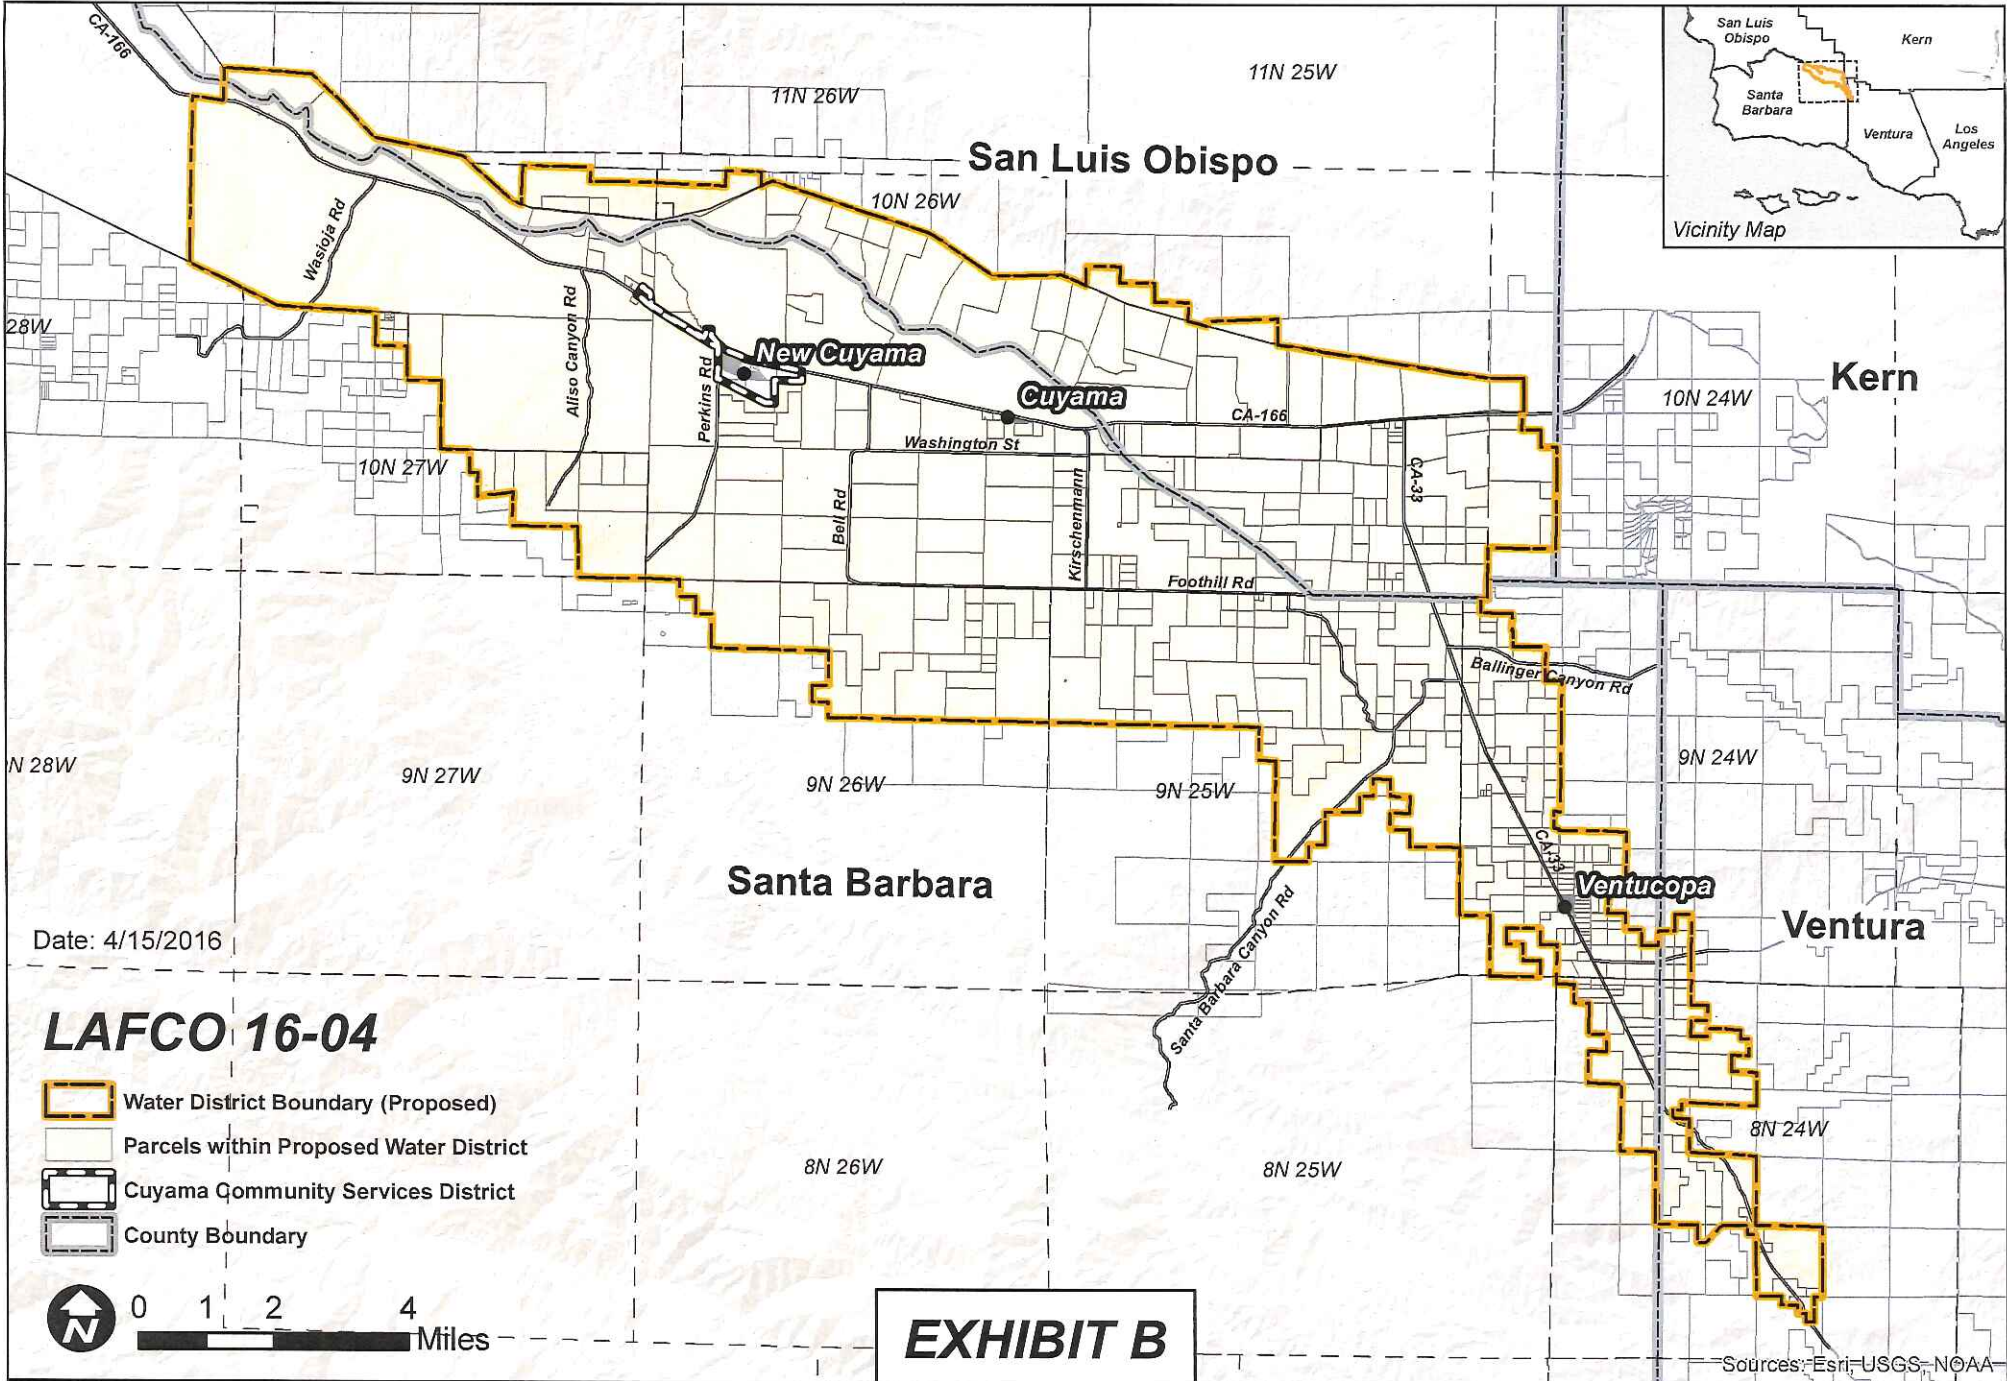 CA-166
11N 26W
11N 25W
San Luis Obispo
Kern
Santa Barbara
Ventura
Los Angeles
Vicinity Map
San Luis Obispo
10N 26W
Wasioja Rd
28W
Aliso Canyon Rd
Perkins Rd
New Cuyama
Cuyama
CA-166
Kern
10N 24W
Washington St
10N 27W
Bell Rd
Kirschenmann
CA-33
Foothill Rd
Ballinger Canyon Rd
N 28W
9N 27W
9N 26W
9N 25W
9N 24W
CA-33
Santa Barbara
Ventucopa
Ventura
Santa Barbara Canyon Rd
Date: 4/15/2016
LAFCO 16-04
Water District Boundary (Proposed)
Parcels within Proposed Water District
Cuyama Community Services District
County Boundary
8N 26W
8N 25W
8N 24W
N
0 1 2 4
Miles
EXHIBIT B
Sources: Esri, USGS, NOAA